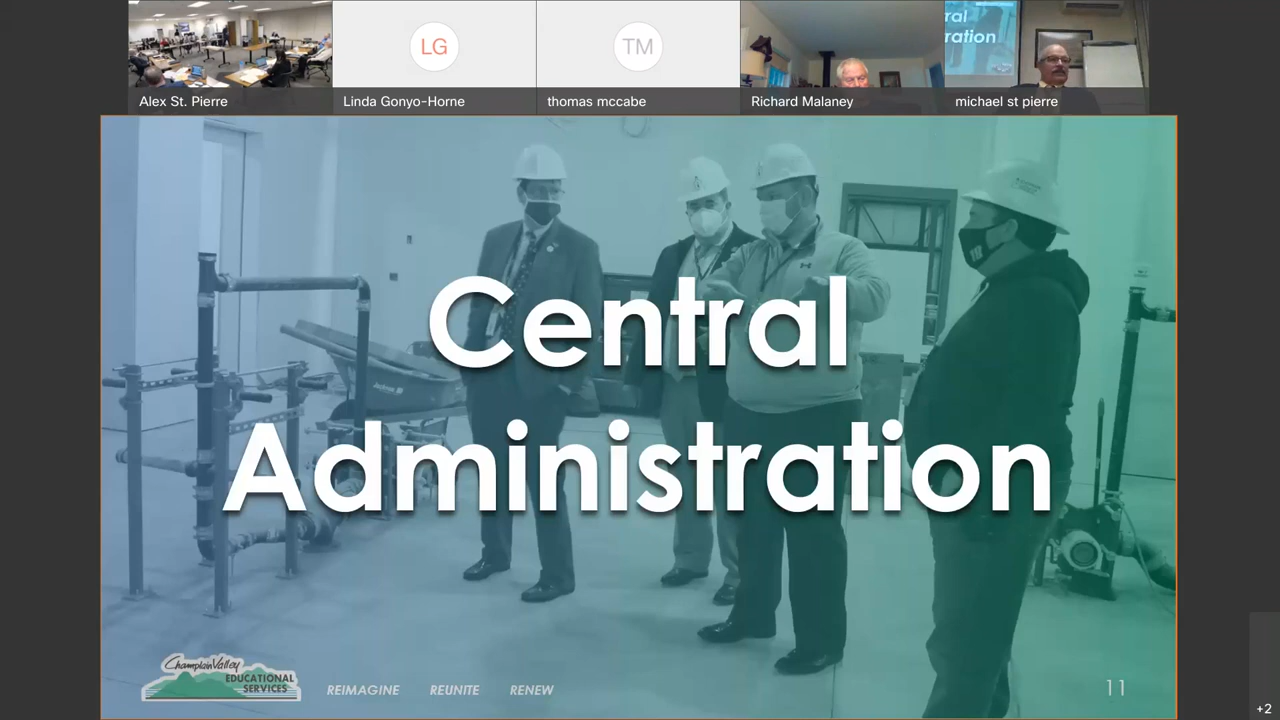 ral
ration
LG
TM
Alex St. Pierre
Linda Gonyo-Horne
thomas mccabe
Richard Malaney
michael st pierre
Central
Administration
Champlain Valley
EDUCATIONAL
SERVICES
REIMAGINE REUNITE RENEW
11
+2